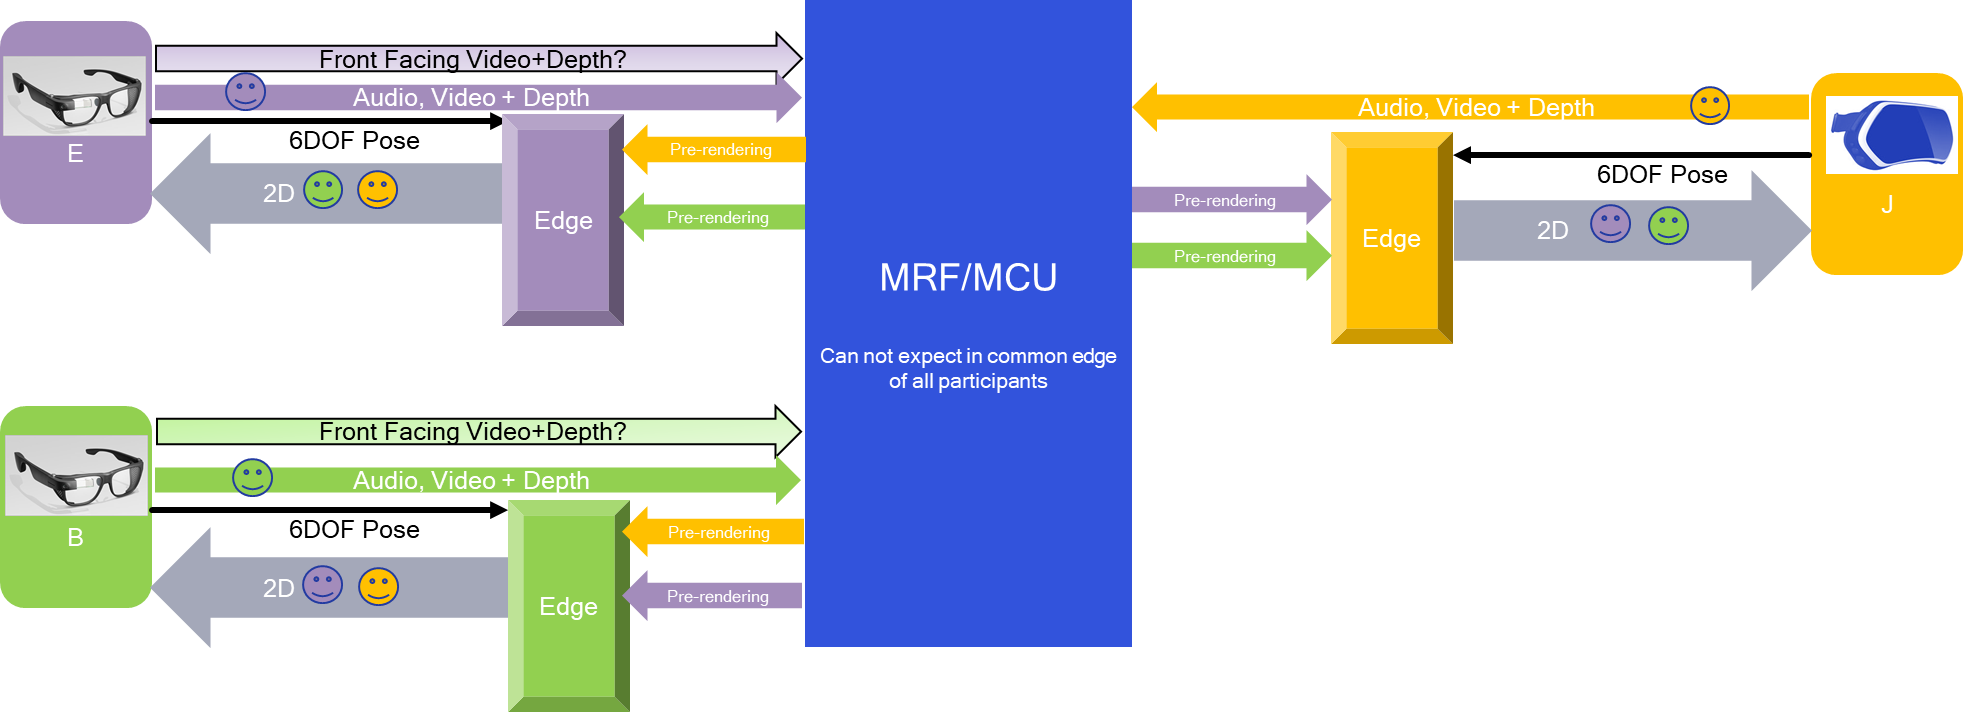 Front Facing Video+Depth?
Audio, Video + Depth
6DOF Pose
E
2D
Edge
Pre-rendering
Pre-rendering
MRF/MCU
Can not expect in common edge
of all participants
Audio, Video + Depth
6DOF Pose
J
Pre-rendering
Pre-rendering
Edge
2D
Front Facing Video+Depth?
Audio, Video + Depth
6DOF Pose
B
2D
Edge
Pre-rendering
Pre-rendering